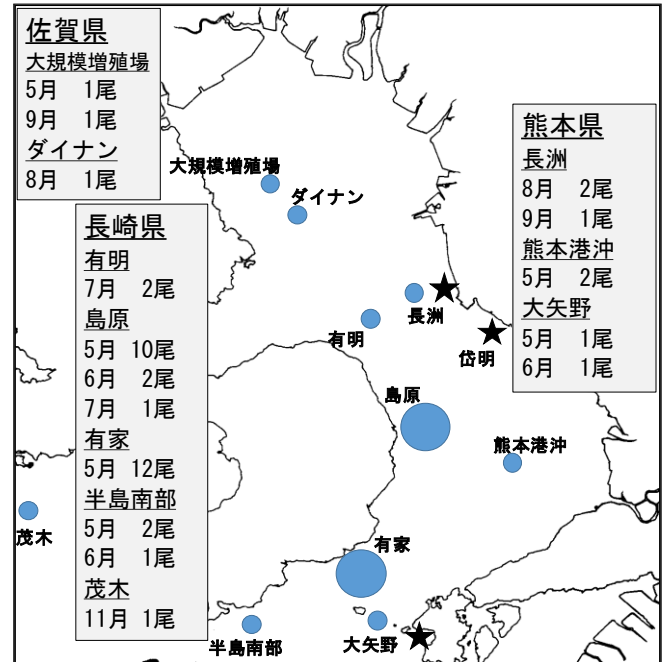 佐賀県
大規模増殖場
5月 1尾
9月 1尾
ダイナン
8月 1尾
熊本県
長洲
8月 2尾
9月 1尾
熊本港沖
5月 2尾
大矢野
5月 1尾
6月 1尾
長崎県
有明
7月 2尾
島原
5月 10尾
6月 2尾
7月 1尾
有家
5月 12尾
半島南部
5月 2尾
6月 1尾
茂木
11月 1尾
大規模増殖場
ダイナン
長洲
有明
岱明
島原
熊本港沖
茂木
有家
半島南部
大矢野